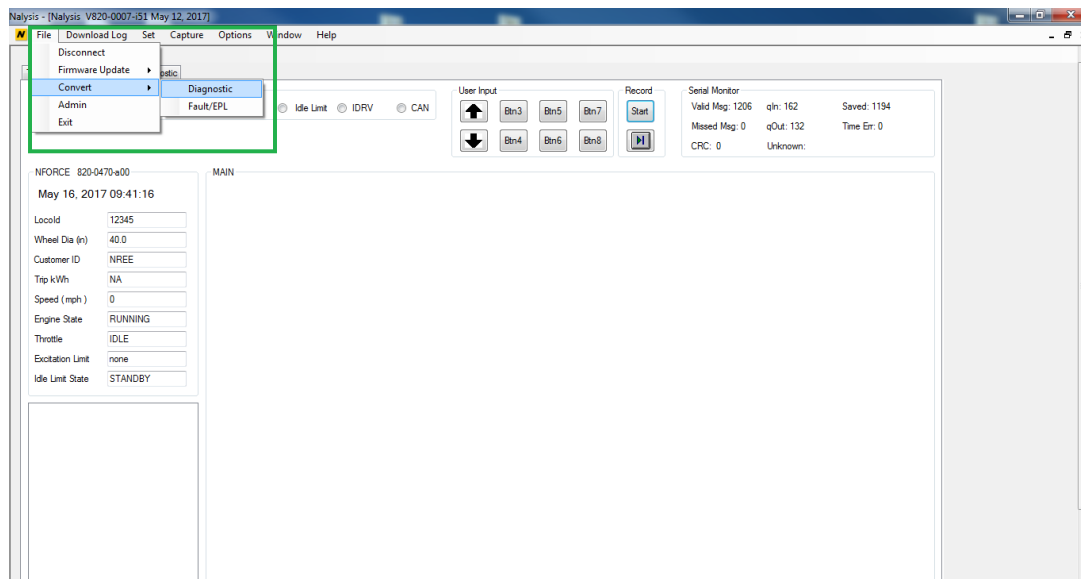 Nalysis - [Nalysis V820-0007-i51 May 12, 2017]
File Download Log Set Capture Options Window Help
Disconnect
Firmware Update
Convert
Admin
Exit
Diagnostic
Fault/EPL
Idle Limit IDRV CAN
User Input
Btn3 Btn5 Btn7
Btn4 Btn6 Btn8
Record
Start
Serial Monitor
Valid Msg: 1206 qIn: 162 Saved: 1194
Missed Msg: 0 qOut: 132 Time Err: 0
CRC: 0 Unknown:
NFORCE 820-0470-a00
May 16, 2017 09:41:16
LocoId 12345
Wheel Dia (in) 40.0
Customer ID NREE
Trip kWh NA
Speed ( mph ) 0
Engine State RUNNING
Throttle IDLE
Excitation Limit none
Idle Limit State STANDBY
MAIN